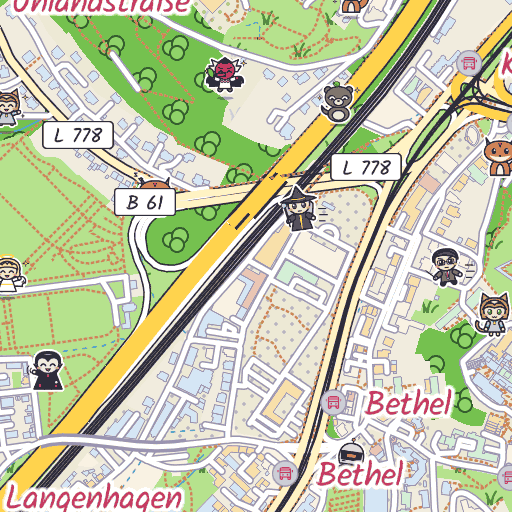 Uhlandstraße
K
L 778
L 778
B 61
Bethel
Bethel
Langenhagen